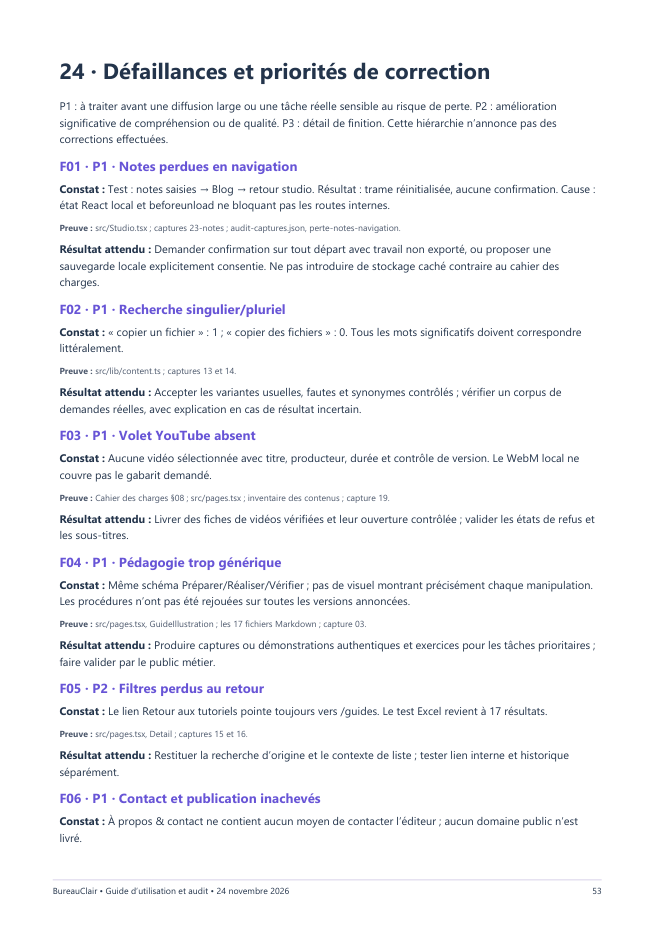 24 · Défaillances et priorités de correction
P1 : à traiter avant une diffusion large ou une tâche réelle sensible au risque de perte. P2 : amélioration
significative de compréhension ou de qualité. P3 : détail de finition. Cette hiérarchie n’annonce pas des
corrections effectuées.
F01 · P1 · Notes perdues en navigation
Constat : Test : notes saisies → Blog → retour studio. Résultat : trame réinitialisée, aucune confirmation. Cause :
état React local et beforeunload ne bloquant pas les routes internes.
Preuve : src/Studio.tsx ; captures 23-notes ; audit-captures.json, perte-notes-navigation.
Résultat attendu : Demander confirmation sur tout départ avec travail non exporté, ou proposer une
sauvegarde locale explicitement consentie. Ne pas introduire de stockage caché contraire au cahier des
charges.
F02 · P1 · Recherche singulier/pluriel
Constat : « copier un fichier » : 1 ; « copier des fichiers » : 0. Tous les mots significatifs doivent correspondre
littéralement.
Preuve : src/lib/content.ts ; captures 13 et 14.
Résultat attendu : Accepter les variantes usuelles, fautes et synonymes contrôlés ; vérifier un corpus de
demandes réelles, avec explication en cas de résultat incertain.
F03 · P1 · Volet YouTube absent
Constat : Aucune vidéo sélectionnée avec titre, producteur, durée et contrôle de version. Le WebM local ne
couvre pas le gabarit demandé.
Preuve : Cahier des charges §08 ; src/pages.tsx ; inventaire des contenus ; capture 19.
Résultat attendu : Livrer des fiches de vidéos vérifiées et leur ouverture contrôlée ; valider les états de refus et
les sous-titres.
F04 · P1 · Pédagogie trop générique
Constat : Même schéma Préparer/Réaliser/Vérifier ; pas de visuel montrant précisément chaque manipulation.
Les procédures n’ont pas été rejouées sur toutes les versions annoncées.
Preuve : src/pages.tsx, GuideIllustration ; les 17 fichiers Markdown ; capture 03.
Résultat attendu : Produire captures ou démonstrations authentiques et exercices pour les tâches prioritaires ;
faire valider par le public métier.
F05 · P2 · Filtres perdus au retour
Constat : Le lien Retour aux tutoriels pointe toujours vers /guides. Le test Excel revient à 17 résultats.
Preuve : src/pages.tsx, Detail ; captures 15 et 16.
Résultat attendu : Restituer la recherche d’origine et le contexte de liste ; tester lien interne et historique
séparément.
F06 · P1 · Contact et publication inachevés
Constat : À propos & contact ne contient aucun moyen de contacter l’éditeur ; aucun domaine public n’est
livré.
BureauClair • Guide d’utilisation et audit • 24 novembre 2026
53